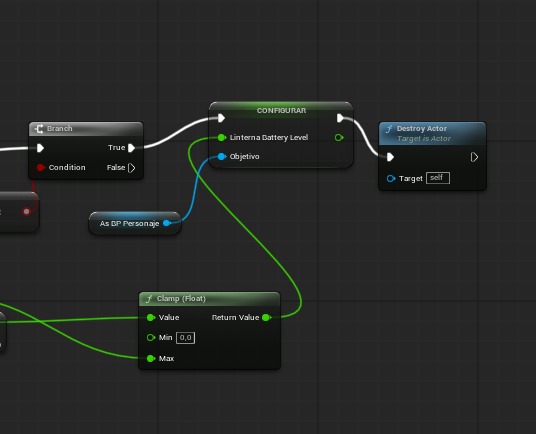 CONFIGURAR
Branch
Destroy Actor
Target is Actor
True
Linterna Battery Level
Condition
False
Objetivo
Target
self
As BP Personaje
Clamp (Float)
Value
Return Value
Min
0,0
Max